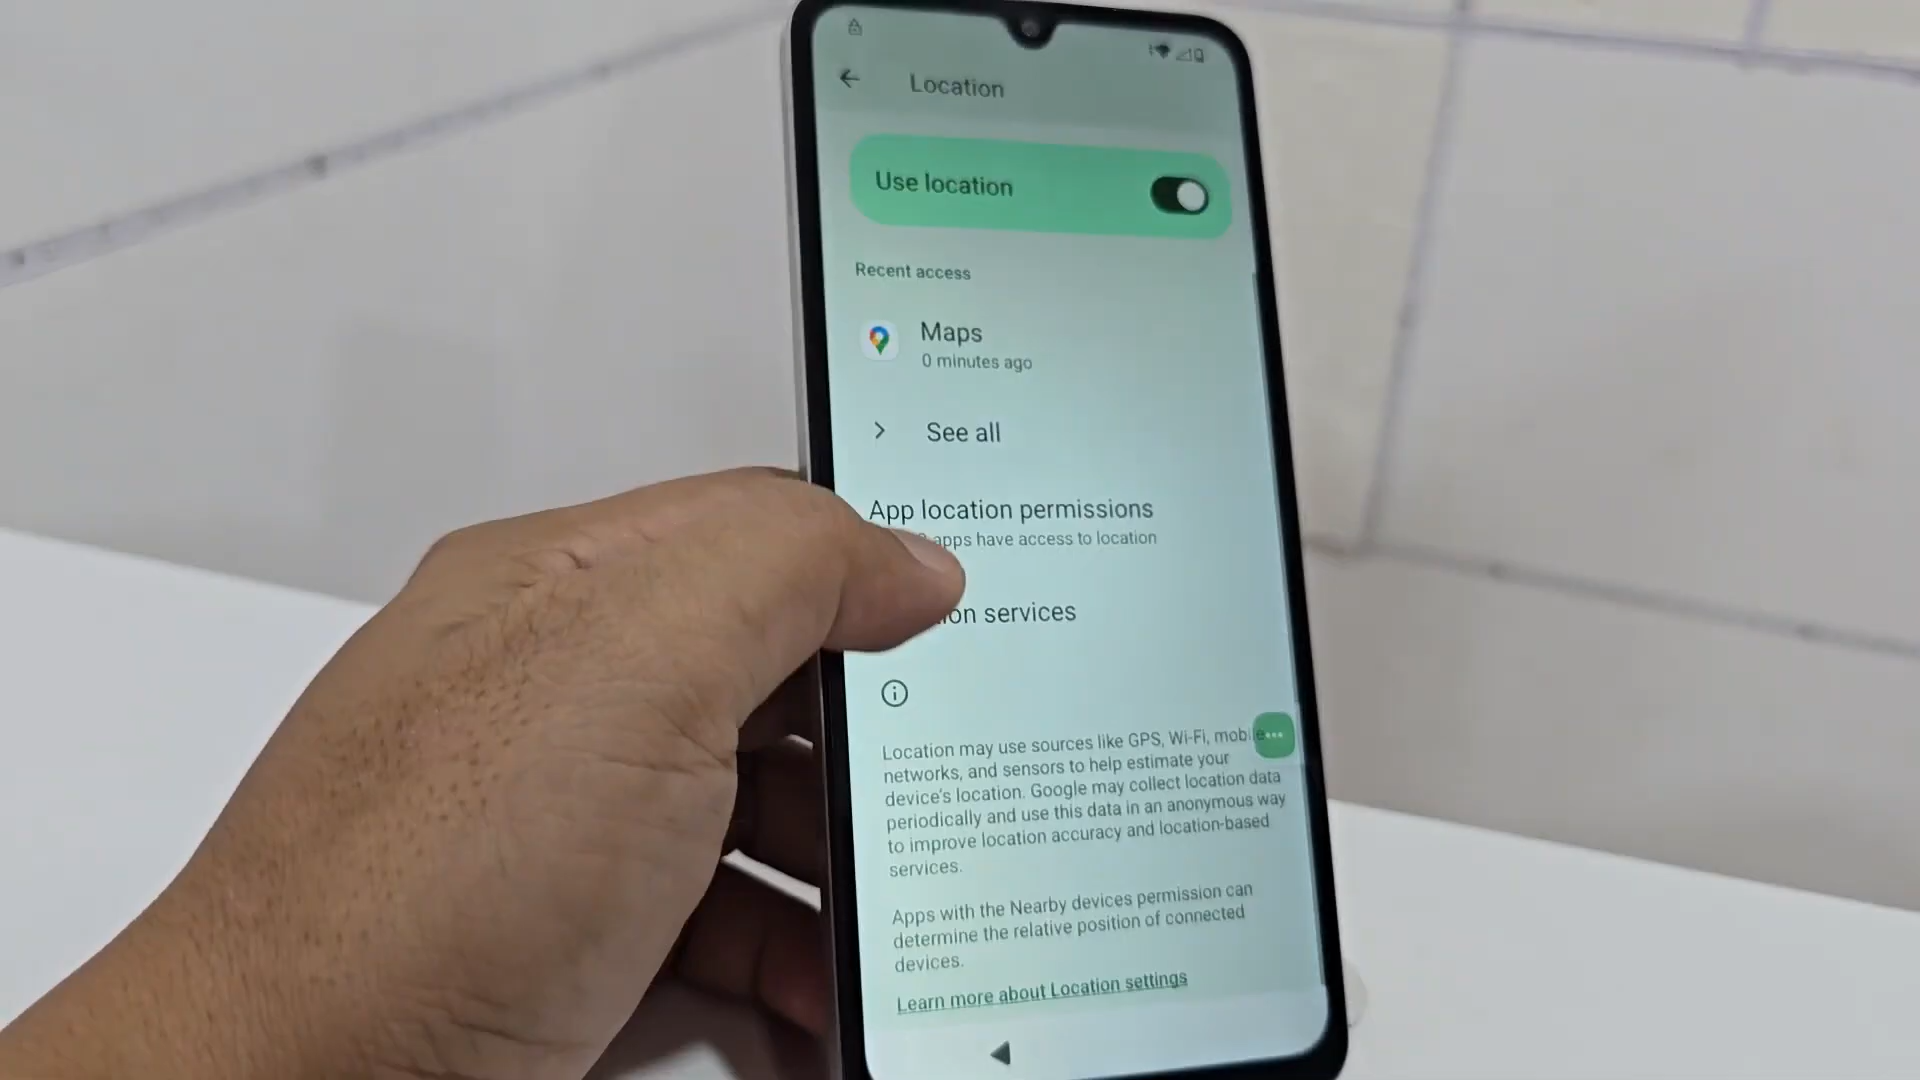 Location
Use location
Recent access
Maps
0 minutes ago
See all
App location permissions
apps have access to location
services
Location may use sources like GPS, Wi-Fi, mobile
networks, and sensors to help estimate your
device's location. Google may collect location data
periodically and use this data in an anonymous way
to improve location accuracy and location-based
services.
Apps with the Nearby devices permission can
determine the relative position of connected
devices.
Learn more about Location settings